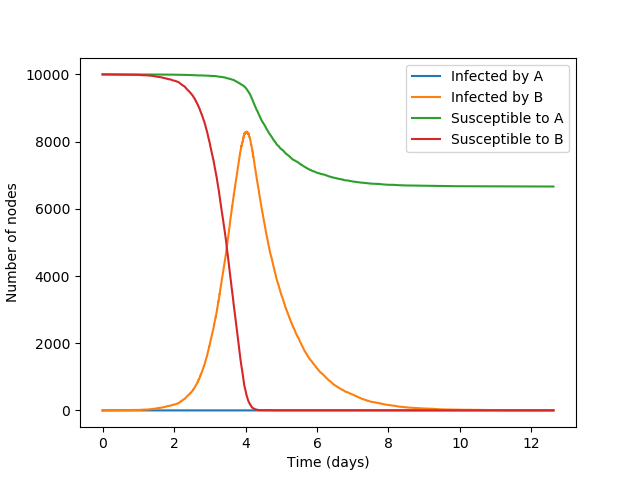 Infected by A
Infected by B
Susceptible to A
Susceptible to B
10000
8000
6000
4000
2000
0
Number of nodes
0 2 4 6 8 10 12
Time (days)